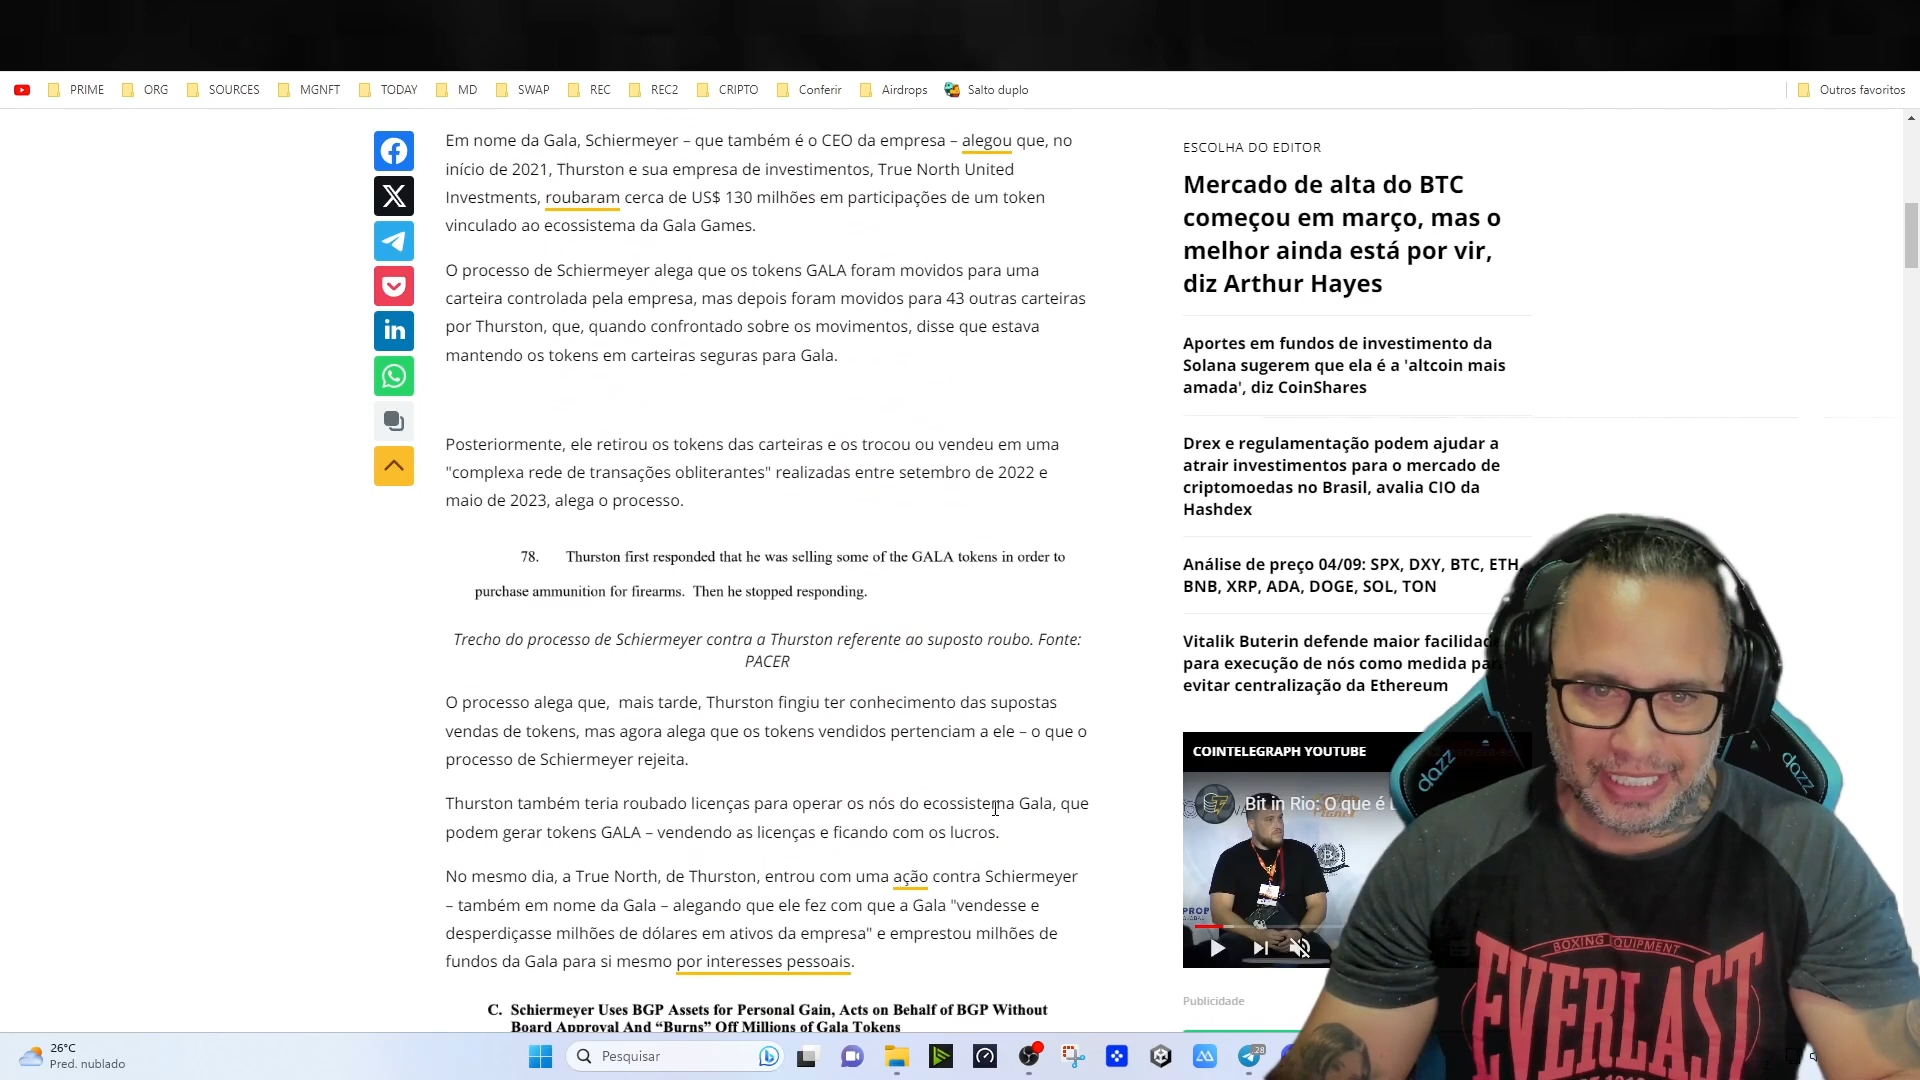 PRIME ORG SOURCES MGNFT TODAY MD SWAP REC REC2 CRIPTO Conferir Airdrops Salto duplo Outros favoritos
Em nome da Gala, Schiermeyer – que também é o CEO da empresa – alegou que, no
início de 2021, Thurston e sua empresa de investimentos, True North United
Investments, roubaram cerca de US$ 130 milhões em participações de um token
vinculado ao ecossistema da Gala Games.
O processo de Schiermeyer alega que os tokens GALA foram movidos para uma
carteira controlada pela empresa, mas depois foram movidos para 43 outras carteiras
por Thurston, que, quando confrontado sobre os movimentos, disse que estava
mantendo os tokens em carteiras seguras para Gala.
Posteriormente, ele retirou os tokens das carteiras e os trocou ou vendeu em uma
"complexa rede de transações obliterantes" realizadas entre setembro de 2022 e
maio de 2023, alega o processo.
78. Thurston first responded that he was selling some of the GALA tokens in order to
purchase ammunition for firearms. Then he stopped responding.
Trecho do processo de Schiermeyer contra a Thurston referente ao suposto roubo. Fonte:
PACER
O processo alega que, mais tarde, Thurston fingiu ter conhecimento das supostas
vendas de tokens, mas agora alega que os tokens vendidos pertenciam a ele – o que o
processo de Schiermeyer rejeita.
Thurston também teria roubado licenças para operar os nós do ecossistema Gala, que
podem gerar tokens GALA – vendendo as licenças e ficando com os lucros.
No mesmo dia, a True North, de Thurston, entrou com uma ação contra Schiermeyer
– também em nome da Gala – alegando que ele fez com que a Gala "vendesse e
desperdiçasse milhões de dólares em ativos da empresa" e emprestou milhões de
fundos da Gala para si mesmo por interesses pessoais.
C. Schiermeyer Uses BGP Assets for Personal Gain, Acts on Behalf of BGP Without
Board Approval And “Burns” Off Millions of Gala Tokens
ESCOLHA DO EDITOR
Mercado de alta do BTC
começou em março, mas o
melhor ainda está por vir,
diz Arthur Hayes
Aportes em fundos de investimento da
Solana sugerem que ela é a 'altcoin mais
amada', diz CoinShares
Drex e regulamentação podem ajudar a
atrair investimentos para o mercado de
criptomoedas no Brasil, avalia CIO da
Hashdex
Análise de preço 04/09: SPX, DXY, BTC, ETH,
BNB, XRP, ADA, DOGE, SOL, TON
Vitalik Buterin defende maior
para execução de nós como medida
evitar centralização da Ethereum
COINTELEGRAPH YOUTUBE
Bit in Rio: O que é
Publicidade
dazz
dazz
BOXING EQUIPMENT
EVERLAST
26°C
Pred. nublado
Pesquisar
28